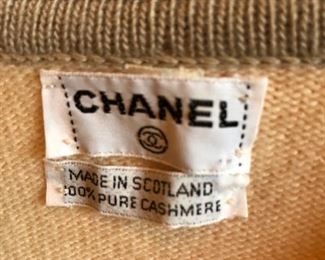 CHANEL
MADE IN SCOTLAND
100% PURE CASHMERE